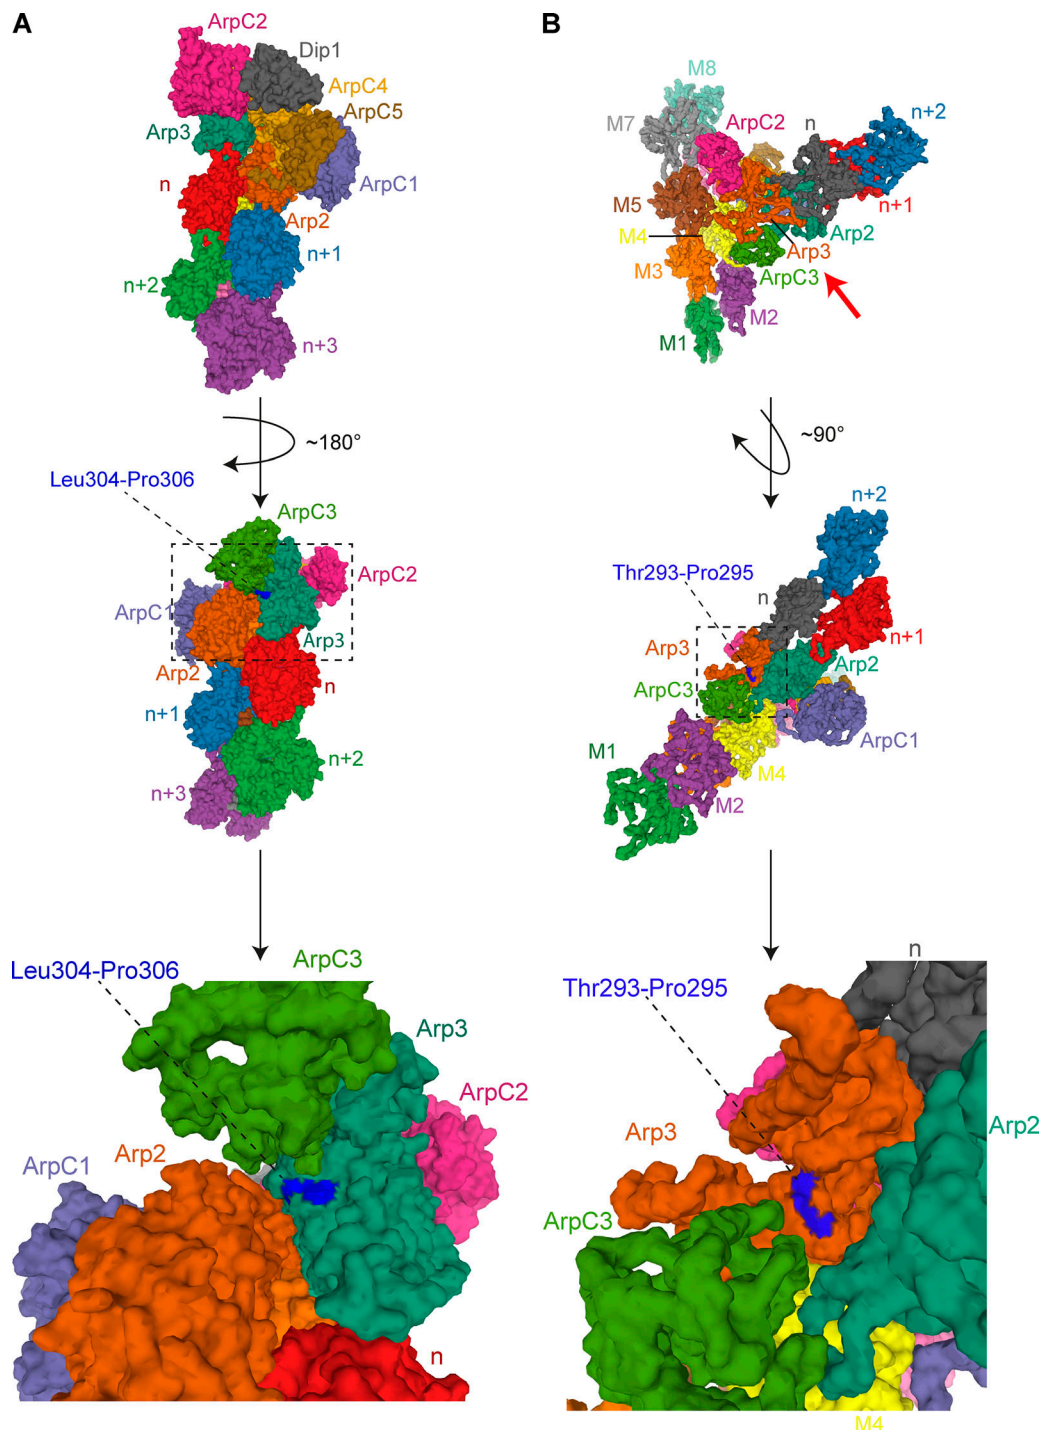 A
ArpC2
Dip1
ArpC4
ArpC5
Arp3
n
ArpC1
Arp2
n+1
n+2
n+3
~180°
Leu304-Pro306
ArpC3
ArpC2
ArpC1
Arp3
Arp2
n
n+1
n+2
n+3
Leu304-Pro306
ArpC3
Arp3
ArpC2
Arp2
ArpC1
n
B
M8
M7
ArpC2
n
n+2
M5
n+1
M4
Arp2
Arp3
M3
ArpC3
M2
M1
~90°
n+2
Thr293-Pro295
n
n+1
Arp3
Arp2
ArpC3
ArpC1
M1
M4
M2
n
Thr293-Pro295
Arp2
Arp3
ArpC3
M4